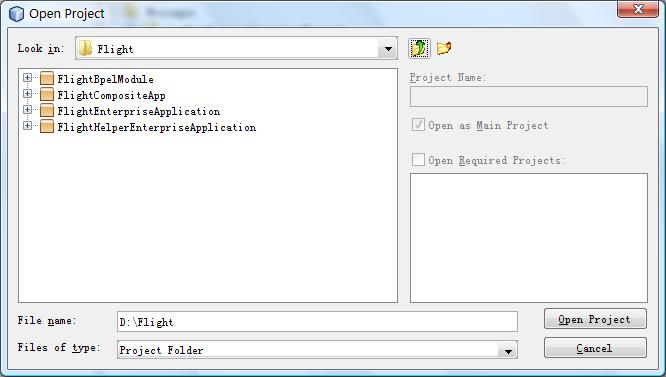 Open Project
Look in:
Flight
FlightBpelModule
FlightCompositeApp
FlightEnterpriseApplication
FlightHelperEnterpriseApplication
Project Name:
Open as Main Project
Open Required Projects:
File name:
D:\Flight
Open Project
Files of type:
Project Folder
Cancel